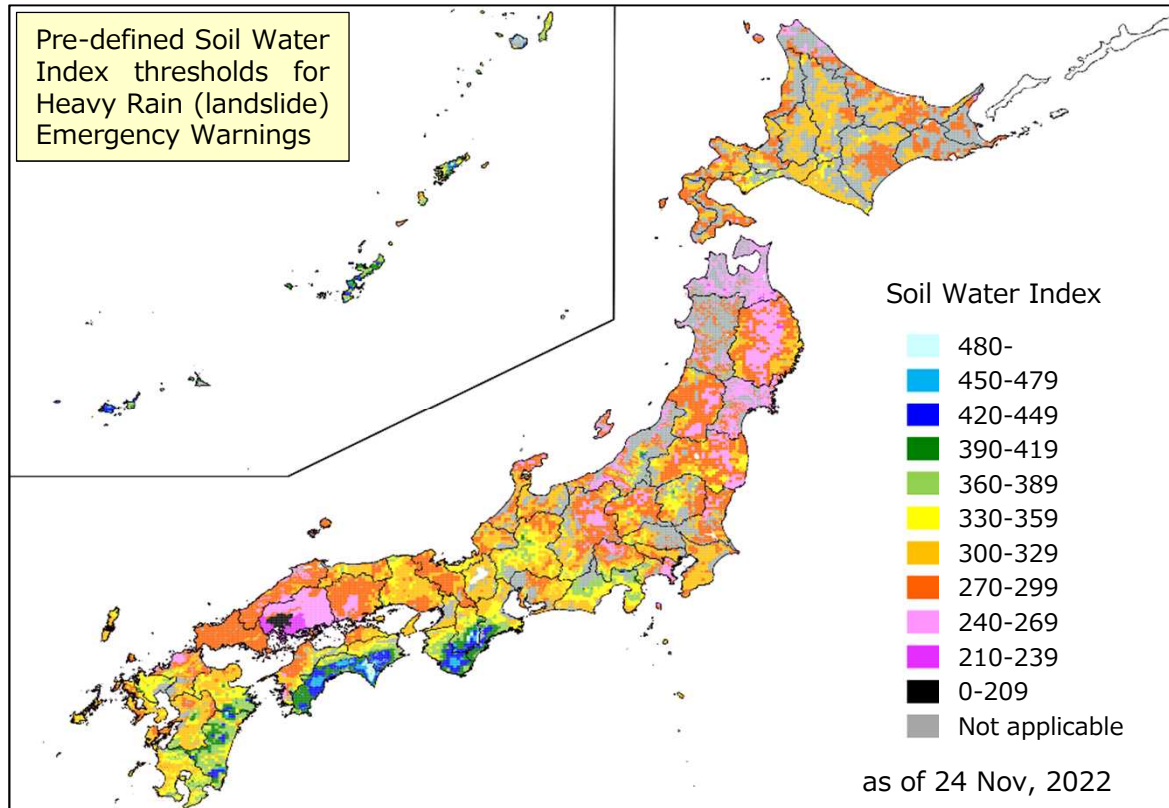 Pre-defined Soil Water
Index thresholds for
Heavy Rain (landslide)
Emergency Warnings
Soil Water Index
480-
450-479
420-449
390-419
360-389
330-359
300-329
270-299
240-269
210-239
0-209
Not applicable
as of 24 Nov, 2022